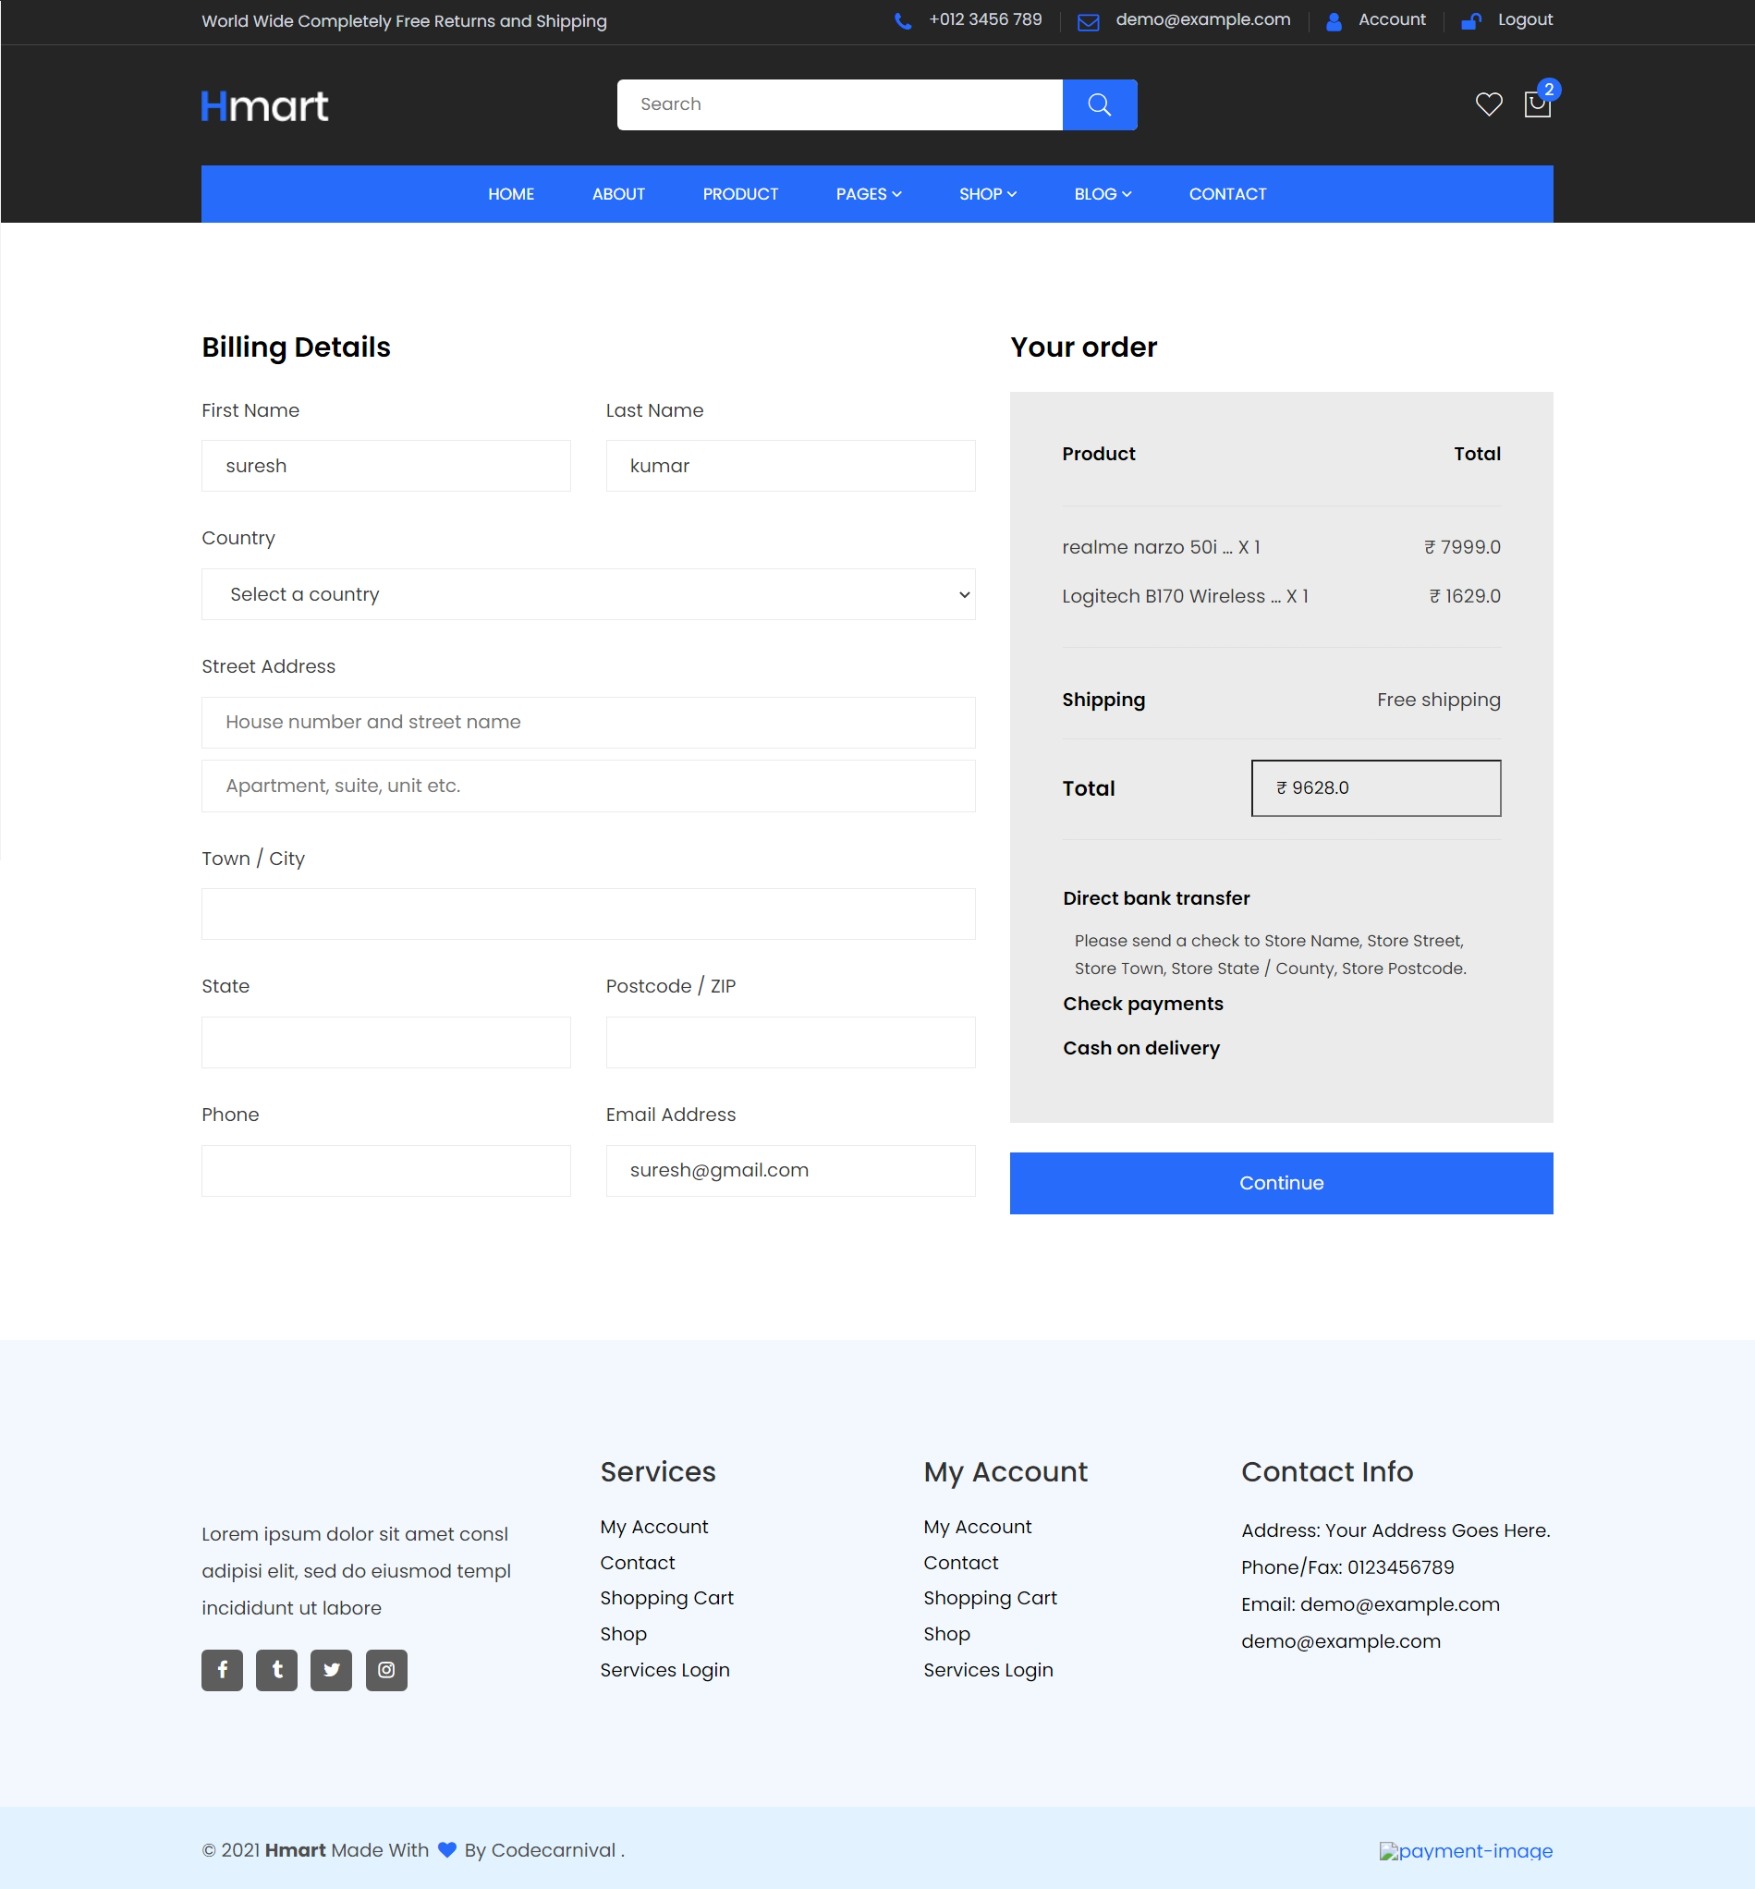 World Wide Completely Free Returns and Shipping
+012 3456 789
demo@example.com
Account
Logout
Hmart
Search
2
HOME
ABOUT
PRODUCT
PAGES
SHOP
BLOG
CONTACT
Billing Details
First Name
Last Name
suresh
kumar
Country
Select a country
Street Address
House number and street name
Apartment, suite, unit etc.
Town / City
State
Postcode / ZIP
Phone
Email Address
suresh@gmail.com
Your order
Product
Total
realme narzo 50i ... X 1
₹ 7999.0
Logitech B170 Wireless ... X 1
₹ 1629.0
Shipping
Free shipping
Total
₹ 9628.0
Direct bank transfer
Please send a check to Store Name, Store Street,
Store Town, Store State / County, Store Postcode.
Check payments
Cash on delivery
Continue
Lorem ipsum dolor sit amet consl
adipisi elit, sed do eiusmod templ
incididunt ut labore
Services
My Account
Contact
Shopping Cart
Shop
Services Login
My Account
My Account
Contact
Shopping Cart
Shop
Services Login
Contact Info
Address: Your Address Goes Here.
Phone/Fax: 0123456789
Email: demo@example.com
demo@example.com
© 2021 Hmart Made With By Codecarnival .
payment-image